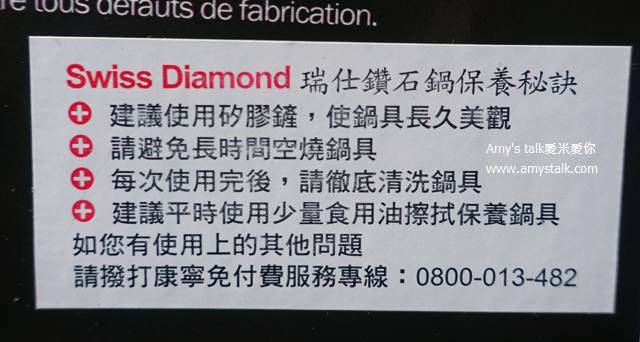 re tous défauts de fabrication.
Swiss Diamond 瑞仕鑽石鍋保養秘訣
建議使用矽膠鏟，使鍋具長久美觀
請避免長時間空燒鍋具
Amy's talk愛米愛你
www.amystalk.com
每次使用完後，請徹底清洗鍋具
建議平時使用少量食用油擦拭保養鍋具
如您有使用上的其他問題
請撥打康寧免付費服務專線：0800-013-482